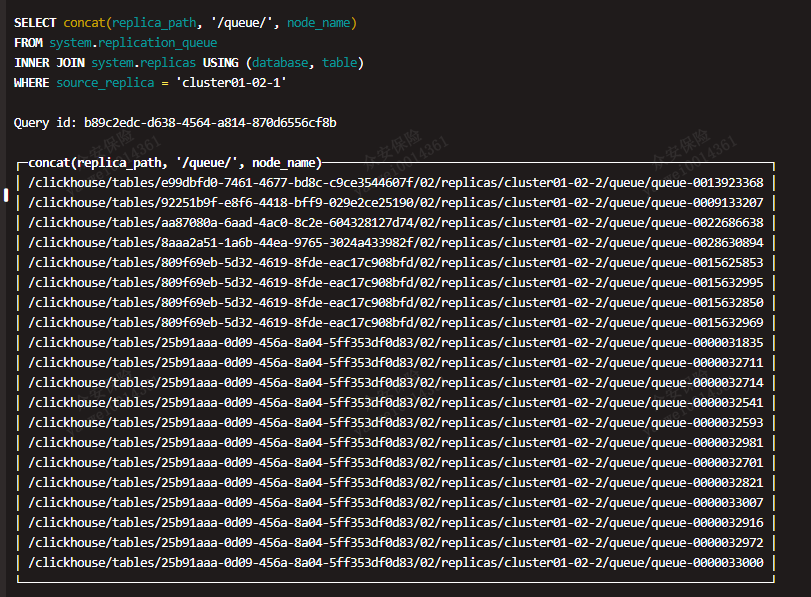 SELECT concat(replica_path, '/queue/', node_name)
FROM system.replication_queue
INNER JOIN system.replicas USING (database, table)
WHERE source_replica = 'cluster01-02-1'
Query id: b89c2edc-d638-4564-a814-870d6556cf8b
concat(replica_path, '/queue/', node_name)
/clickhouse/tables/e99dbfd0-7461-4677-bd8c-c9ce3544607f/02/replicas/cluster01-02-2/queue/queue-0013923368
/clickhouse/tables/92251b9f-e8f6-4418-bff9-029e2ce25190/02/replicas/cluster01-02-2/queue/queue-0009133207
/clickhouse/tables/aa87080a-6aad-4ac0-8c2e-604328127d74/02/replicas/cluster01-02-2/queue/queue-0022686638
/clickhouse/tables/8aaa2a51-1a6b-44ea-9765-3024a433982f/02/replicas/cluster01-02-2/queue/queue-0028630894
/clickhouse/tables/809f69eb-5d32-4619-8fde-eac17c908bfd/02/replicas/cluster01-02-2/queue/queue-0015625853
/clickhouse/tables/809f69eb-5d32-4619-8fde-eac17c908bfd/02/replicas/cluster01-02-2/queue/queue-0015632995
/clickhouse/tables/809f69eb-5d32-4619-8fde-eac17c908bfd/02/replicas/cluster01-02-2/queue/queue-0015632850
/clickhouse/tables/809f69eb-5d32-4619-8fde-eac17c908bfd/02/replicas/cluster01-02-2/queue/queue-0015632969
/clickhouse/tables/25b91aaa-0d09-456a-8a04-5ff353df0d83/02/replicas/cluster01-02-2/queue/queue-0000031835
/clickhouse/tables/25b91aaa-0d09-456a-8a04-5ff353df0d83/02/replicas/cluster01-02-2/queue/queue-0000032711
/clickhouse/tables/25b91aaa-0d09-456a-8a04-5ff353df0d83/02/replicas/cluster01-02-2/queue/queue-0000032714
/clickhouse/tables/25b91aaa-0d09-456a-8a04-5ff353df0d83/02/replicas/cluster01-02-2/queue/queue-0000032541
/clickhouse/tables/25b91aaa-0d09-456a-8a04-5ff353df0d83/02/replicas/cluster01-02-2/queue/queue-0000032593
/clickhouse/tables/25b91aaa-0d09-456a-8a04-5ff353df0d83/02/replicas/cluster01-02-2/queue/queue-0000032981
/clickhouse/tables/25b91aaa-0d09-456a-8a04-5ff353df0d83/02/replicas/cluster01-02-2/queue/queue-0000032701
/clickhouse/tables/25b91aaa-0d09-456a-8a04-5ff353df0d83/02/replicas/cluster01-02-2/queue/queue-0000032821
/clickhouse/tables/25b91aaa-0d09-456a-8a04-5ff353df0d83/02/replicas/cluster01-02-2/queue/queue-0000033007
/clickhouse/tables/25b91aaa-0d09-456a-8a04-5ff353df0d83/02/replicas/cluster01-02-2/queue/queue-0000032916
/clickhouse/tables/25b91aaa-0d09-456a-8a04-5ff353df0d83/02/replicas/cluster01-02-2/queue/queue-0000032972
/clickhouse/tables/25b91aaa-0d09-456a-8a04-5ff353df0d83/02/replicas/cluster01-02-2/queue/queue-0000033000